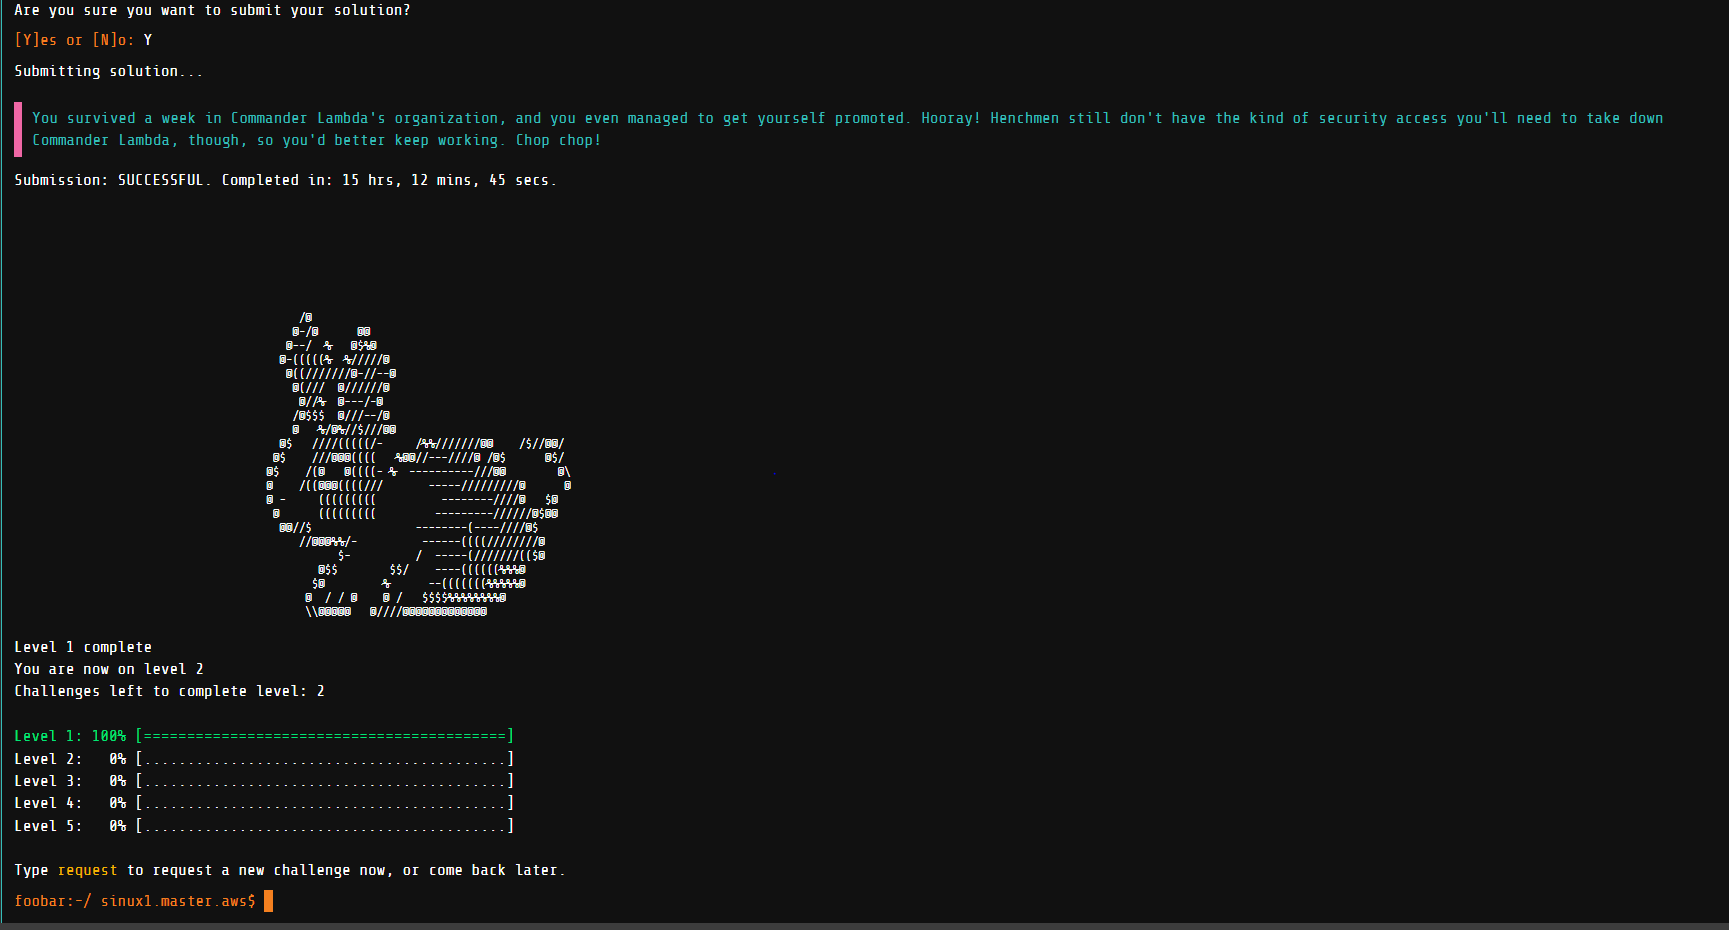 Are you sure you want to submit your solution?
[Y]es or [N]o: Y
Submitting solution...
You survived a week in Commander Lambda's organization, and you even managed to get yourself promoted. Hooray! Henchmen still don't have the kind of security access you'll need to take down
Commander Lambda, though, so you'd better keep working. Chop chop!
Submission: SUCCESSFUL. Completed in: 15 hrs, 12 mins, 45 secs.
Level 1 complete
You are now on level 2
Challenges left to complete level: 2
Level 1: 100% [==========================================]
Level 2:   0% [..........................................]
Level 3:   0% [..........................................]
Level 4:   0% [..........................................]
Level 5:   0% [..........................................]
Type request to request a new challenge now, or come back later.
foobar:~/ sinux1.master.aws$